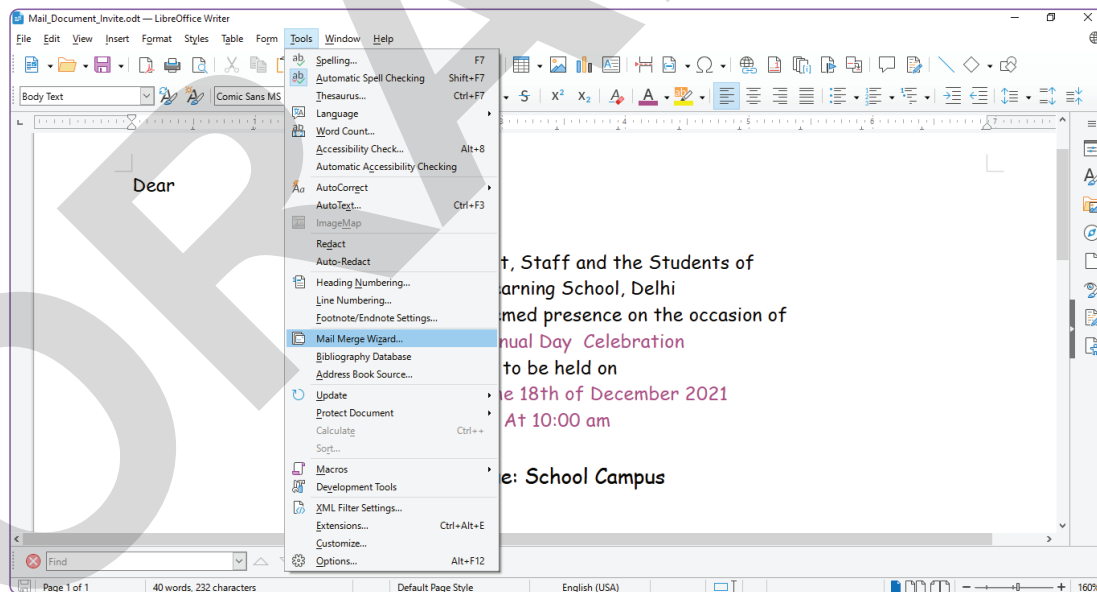 Mail_Document_Invite.odt — LibreOffice Writer
File Edit View Insert Format Styles Table Form Tools Window Help
Body Text
Comic Sans MS
Spelling... F7
Automatic Spell Checking Shift+F7
Thesaurus... Ctrl+F7
Language
Word Count...
Accessibility Check... Alt+8
Automatic Accessibility Checking
AutoCorrect
AutoText... Ctrl+F3
ImageMap
Redact
Auto-Redact
Heading Numbering...
Line Numbering...
Footnote/Endnote Settings...
Mail Merge Wizard...
Bibliography Database
Address Book Source...
Update
Protect Document
Calculate Ctrl++
Sort...
Macros
Development Tools
XML Filter Settings...
Extensions... Ctrl+Alt+E
Customize...
Options... Alt+F12
Dear
t, Staff and the Students of
arning School, Delhi
med presence on the occasion of
nual Day Celebration
to be held on
e 18th of December 2021
At 10:00 am
e: School Campus
Find
Page 1 of 1 40 words, 232 characters Default Page Style English (USA) 160%